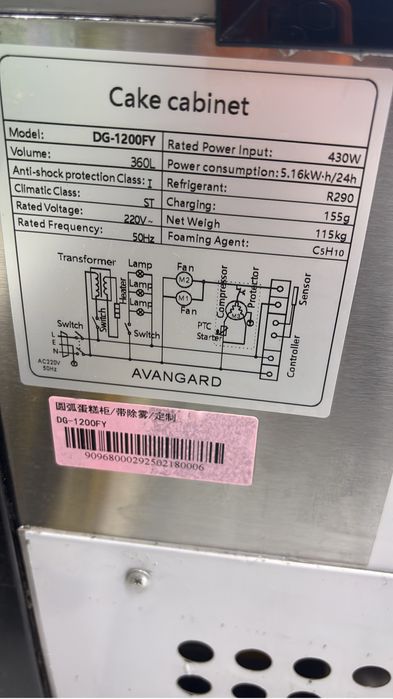 Cake cabinet
Model: DG-1200FY
Volume: 360L
Anti-shock protection Class: I
Climatic Class: ST
Rated Voltage: 220V~
Rated Frequency: 50Hz
Rated Power Input: 430W
Power consumption: 5.16kW·h/24h
Refrigerant: R290
Charging: 155g
Net Weigh 115kg
Foaming Agent: C5H10
Transformer
Lamp
Lamp
Lamp
Heater
Switch
Switch
Switch
L
E
N
AC220V
50Hz
Fan
M2
M1
Fan
Compressor
Protector
PTC
Starter
Sensor
Controller
AVANGARD
圆弧蛋糕柜/带除雾/定制
DG-1200FY
90968000292502180006